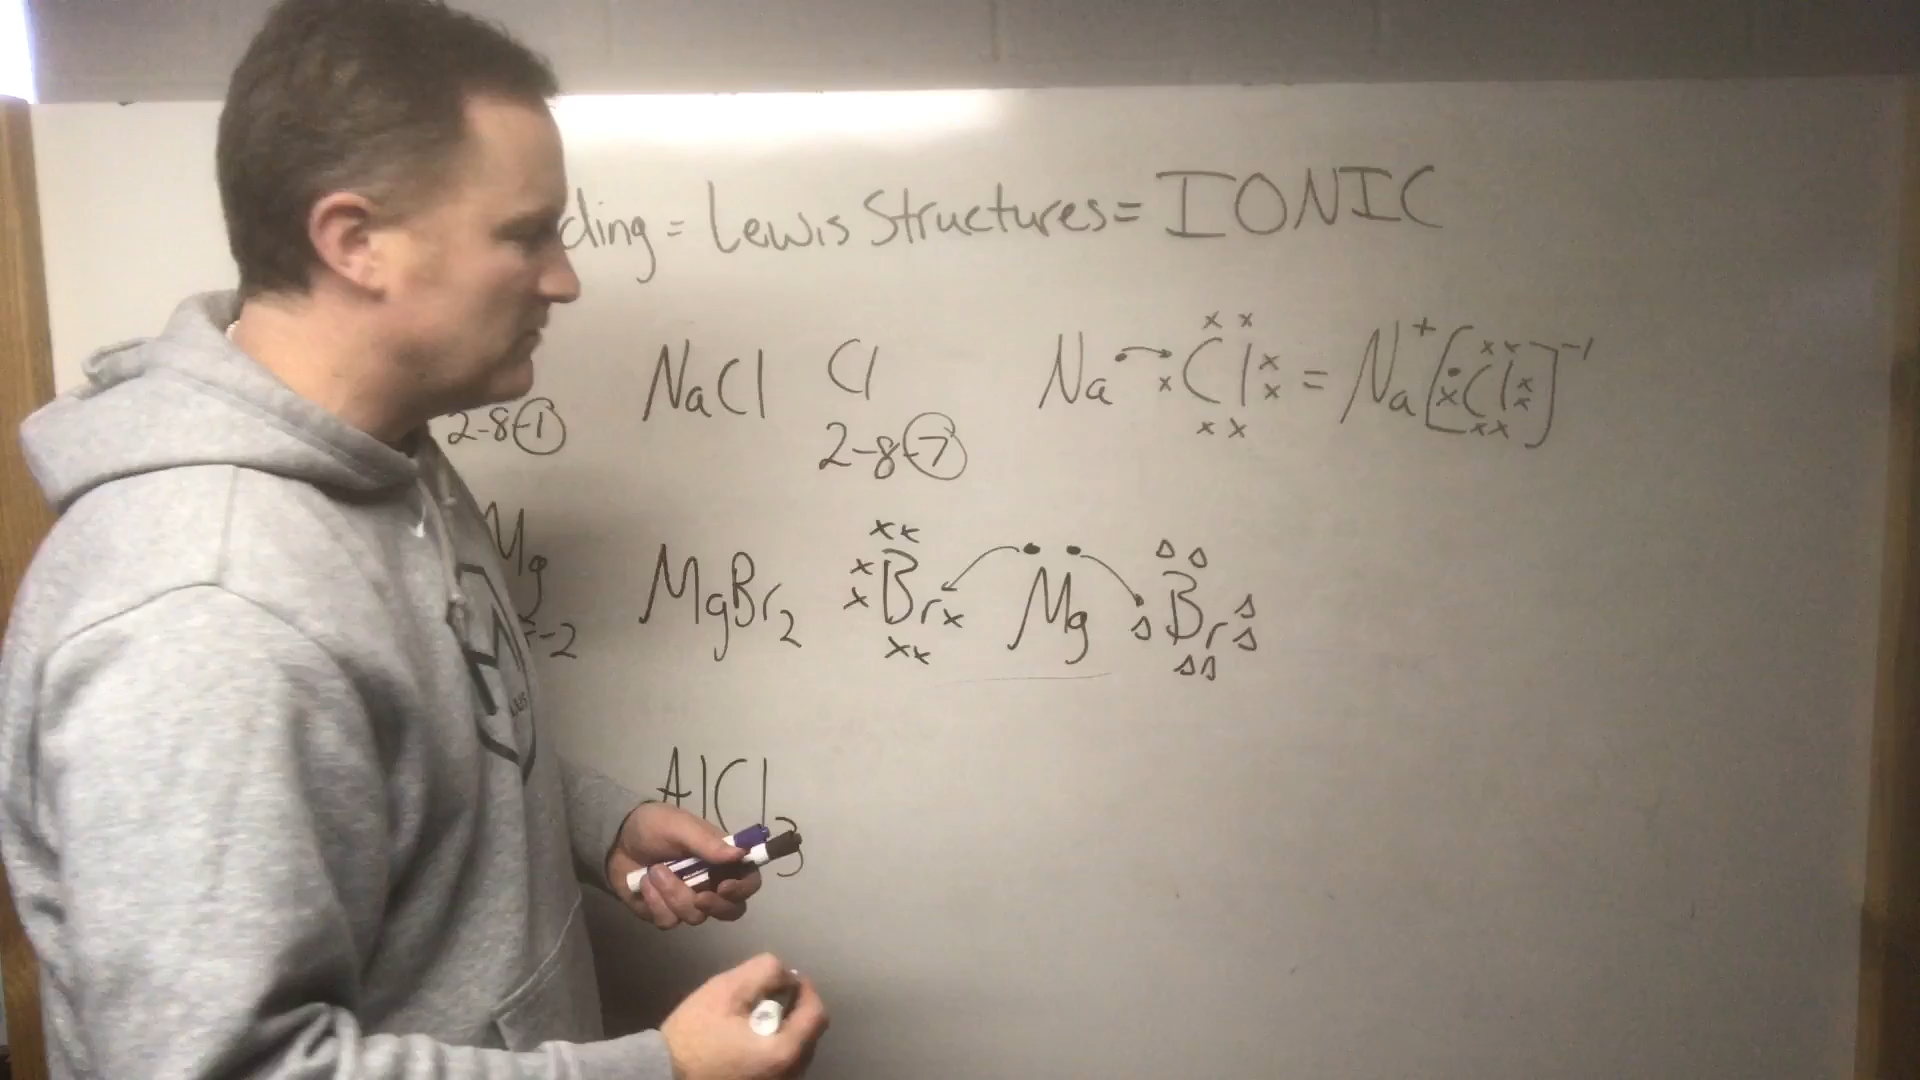 ding = Lewis Structures = IONIC
NaCl Cl Na Cl = Na+ [Cl]-1
2-8-1 2-8-7
Mg MgBr2 Br Mg Br
-2
AlCl3